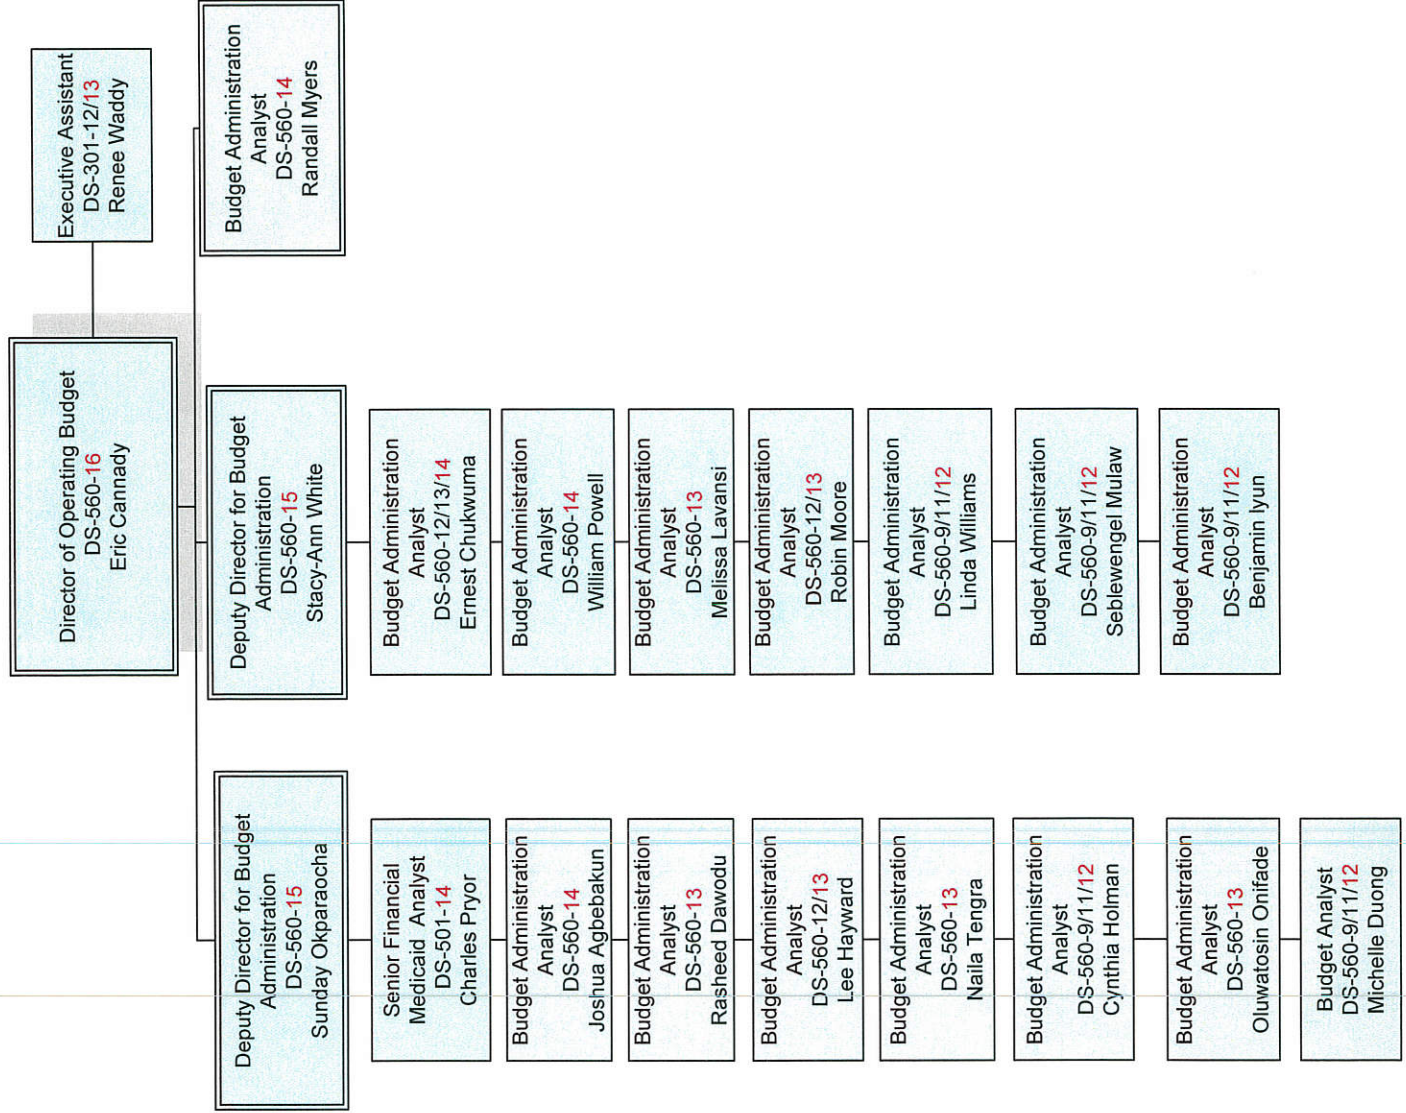 Director of Operating Budget
DS-560-16
Eric Cannady
Executive Assistant
DS-301-12/13
Renee Waddy
Deputy Director for Budget
Administration
DS-560-15
Sunday Okparaocha
Deputy Director for Budget
Administration
DS-560-15
Stacy-Ann White
Budget Administration
Analyst
DS-560-14
Randall Myers
Senior Financial
Medicaid Analyst
DS-501-14
Charles Pryor
Budget Administration
Analyst
DS-560-14
Joshua Agbebakun
Budget Administration
Analyst
DS-560-13
Rasheed Dawodu
Budget Administration
Analyst
DS-560-12/13
Lee Hayward
Budget Administration
Analyst
DS-560-13
Naila Tengra
Budget Administration
Analyst
DS-560-9/11/12
Cynthia Holman
Budget Administration
Analyst
DS-560-13
Oluwatosin Onifade
Budget Analyst
DS-560-9/11/12
Michelle Duong
Budget Administration
Analyst
DS-560-12/13/14
Ernest Chukwuma
Budget Administration
Analyst
DS-560-14
William Powell
Budget Administration
Analyst
DS-560-13
Melissa Lavansi
Budget Administration
Analyst
DS-560-12/13
Robin Moore
Budget Administration
Analyst
DS-560-9/11/12
Linda Williams
Budget Administration
Analyst
DS-560-9/11/12
Seblewengel Mulaw
Budget Administration
Analyst
DS-560-9/11/12
Benjamin Iyun